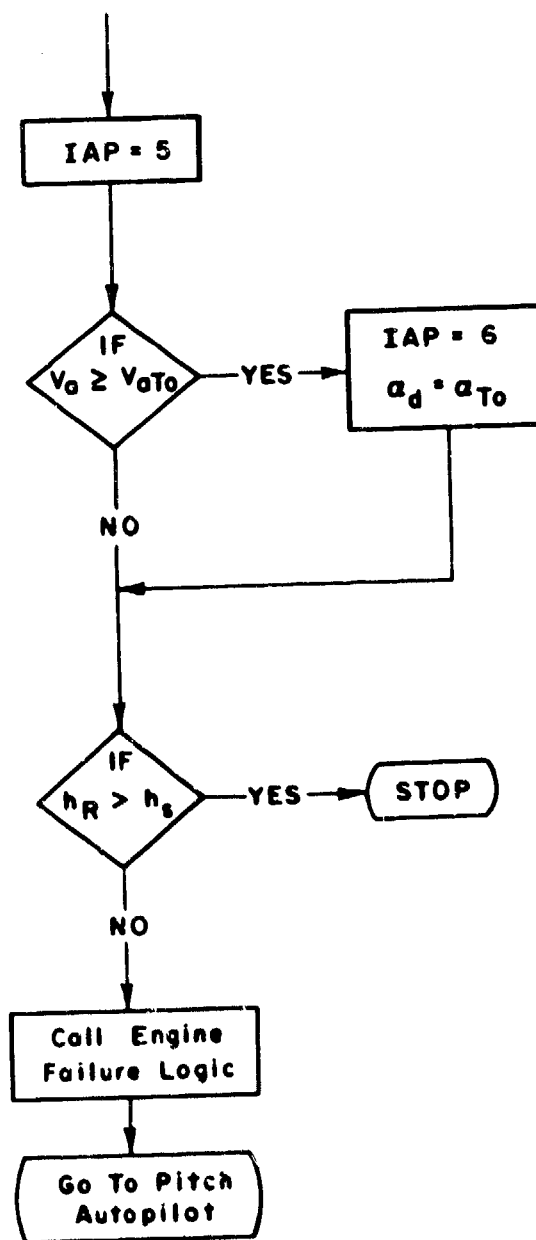 IAP = 5
IF
Va ≥ VaTo
YES
IAP = 6
αd = αTo
NO
IF
hR > hs
YES
STOP
NO
Call Engine
Failure Logic
Go To Pitch
Autopilot